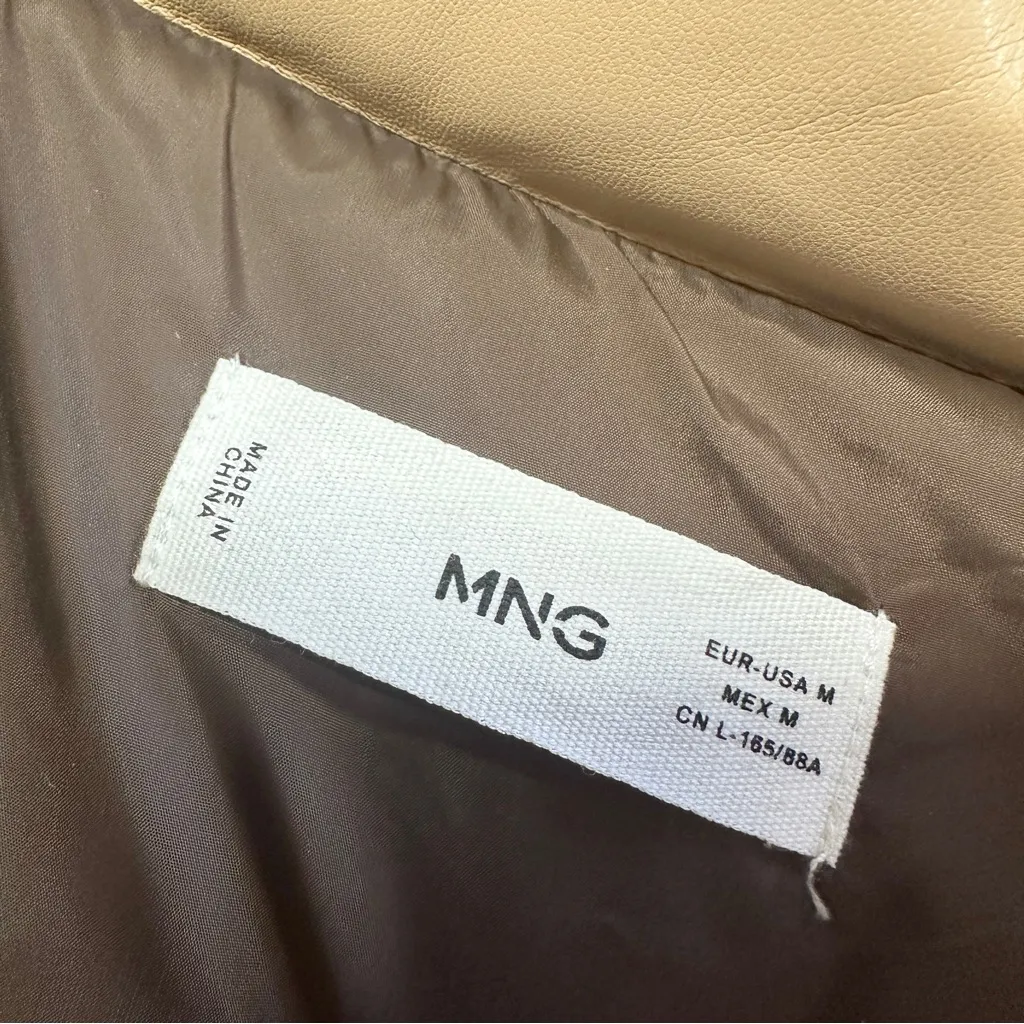 MADE IN
CHINA
MNG
EUR-USA M
MEX M
CN L-165/88A